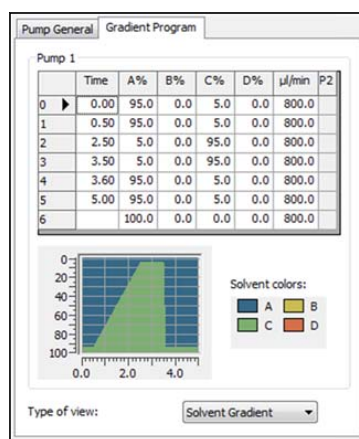 Pump General Gradient Program
Pump 1
Time A% B% C% D% µl/min P2
0 0.00 95.0 0.0 5.0 0.0 800.0
1 0.50 95.0 0.0 5.0 0.0 800.0
2 2.50 5.0 0.0 95.0 0.0 800.0
3 3.50 5.0 0.0 95.0 0.0 800.0
4 3.60 95.0 0.0 5.0 0.0 800.0
5 5.00 95.0 0.0 5.0 0.0 800.0
6 100.0 0.0 0.0 0.0 800.0
0
20
40
60
80
100
0.0 2.0 4.0
Solvent colors:
A B
C D
Type of view: Solvent Gradient